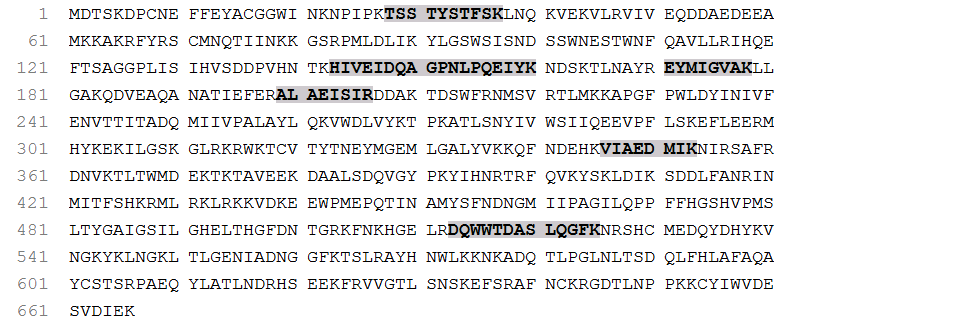 1 MDTSKDPCNE FFEYACGGWI NKNPIPKTSS TYSTFSKLNQ KVEKVLRVIV EQDDAEDEEA
61 MKKAKRFYRS CMNQTIINKK GSRPMLDLIK YLGSWSISND SSWNESTWNF QAVLLRIHQE
121 FTSAGGPLIS IHVSDDPVHN TKHIVEIDQA GPNLPQEIYK NDSKTLNAYR EYMIGVAKLL
181 GAKQDVEAQA NATIEFERAL AEISIRDDAK TDSWFRNMSV RTLMKKAPGF PWLDYINIVF
241 ENVTTITADQ MIIVPALAYL QKVWDLVYKT PKATLSNYIV WSIIQEEVPF LSKEFLEERM
301 HYKEKILGSK GLRKRWKTCV TYTNEYMGEM LGALYVKKQF NDEHKVIAED MIKNIRSAFR
361 DNVKTLTWMD EKTKTAVEEK DAALSDQVGY PKYIHNRTRF QVKYSKLDIK SDDLFANRIN
421 MITFSHKRML RKLRKKVDKE EWPMEPQTIN AMYSFNDNGM IIPAGILQPP FFHGSHVPMS
481 LTYGAIGSIL GHELTHGFDN TGRKFNKHGE LRDQWWTDAS LQGFKNRSHC MEDQYDHYKV
541 NGKYKLNGKL TLGENIADNG GFKTSLRAYH NWLKKNKADQ TLPGLNLTSD QLFHLAFAQA
601 YCSTSRPAEQ YLATLNDRHS EEKFRVVGTL SNSKEFSRAF NCKRGDTLNP PKKCYIWVDE
661 SVDIEK